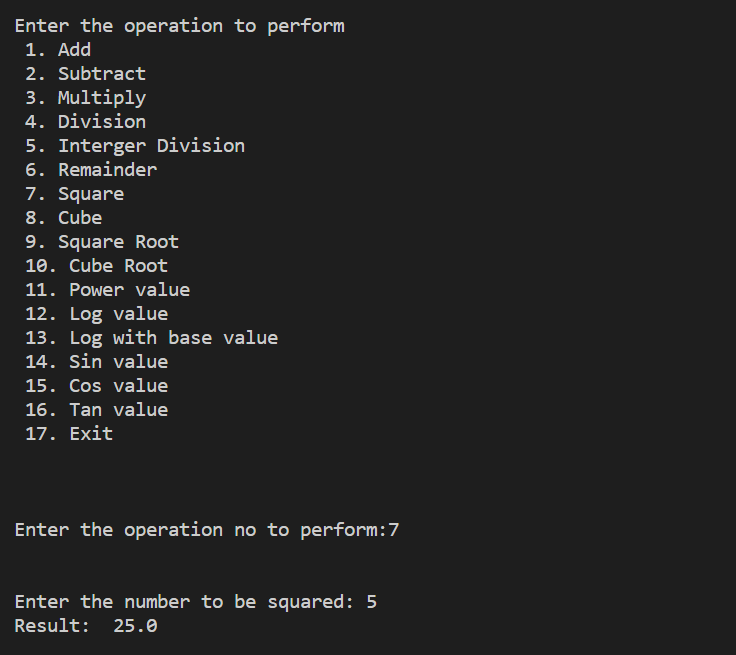 Enter the operation to perform
1. Add
2. Subtract
3. Multiply
4. Division
5. Interger Division
6. Remainder
7. Square
8. Cube
9. Square Root
10. Cube Root
11. Power value
12. Log value
13. Log with base value
14. Sin value
15. Cos value
16. Tan value
17. Exit
Enter the operation no to perform:7
Enter the number to be squared: 5
Result:  25.0